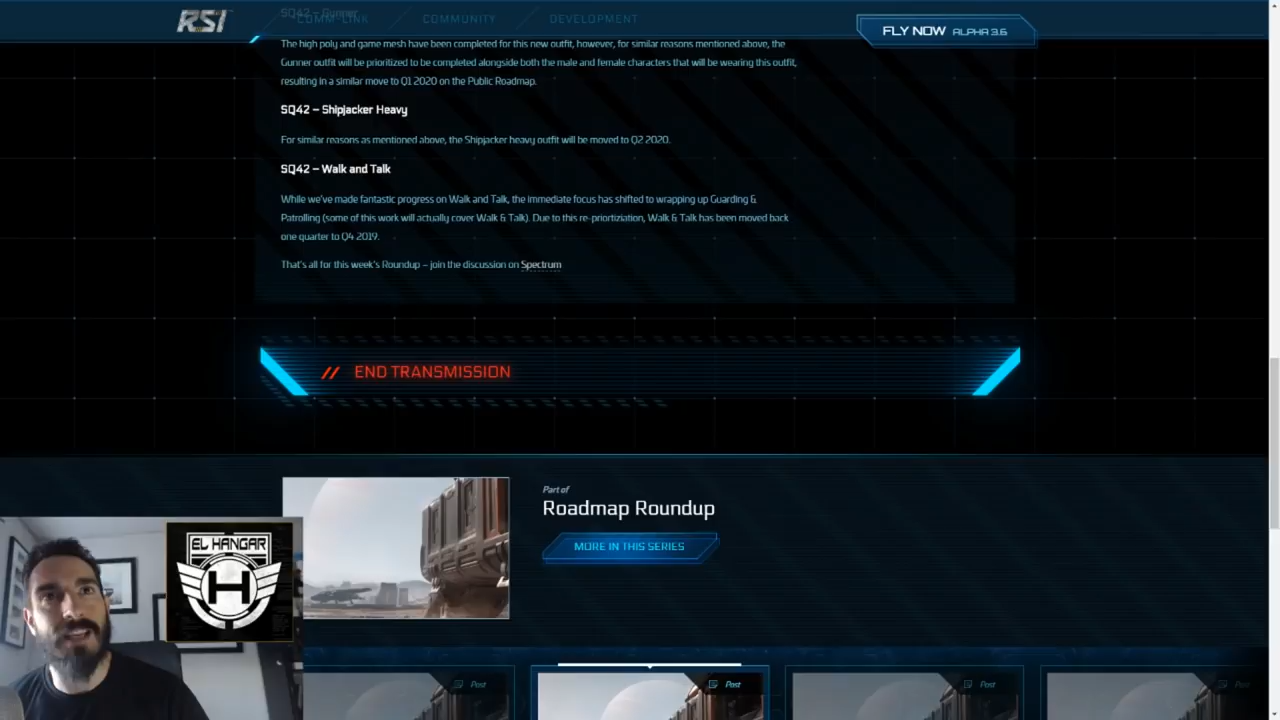 RSI
SQ42 – Gunner
COMM-LINK
COMMUNITY
DEVELOPMENT
FLY NOW ALPHA 3.6
The high poly and game mesh have been completed for this new outfit, however, for similar reasons mentioned above, the
Gunner outfit will be prioritized to be completed alongside both the male and female characters that will be wearing this outfit,
resulting in a similar move to Q1 2020 on the Public Roadmap.
SQ42 – Shipjacker Heavy
For similar reasons as mentioned above, the Shipjacker heavy outfit will be moved to Q2 2020.
SQ42 – Walk and Talk
While we've made fantastic progress on Walk and Talk, the immediate focus has shifted to wrapping up Guarding &
Patrolling (some of this work will actually cover Walk & Talk). Due to this re-priortiziation, Walk & Talk has been moved back
one quarter to Q4 2019.
That's all for this week's Roundup – join the discussion on Spectrum
// END TRANSMISSION
Part of
Roadmap Roundup
MORE IN THIS SERIES
EL HANGAR
H
Post
Post
Post
Post